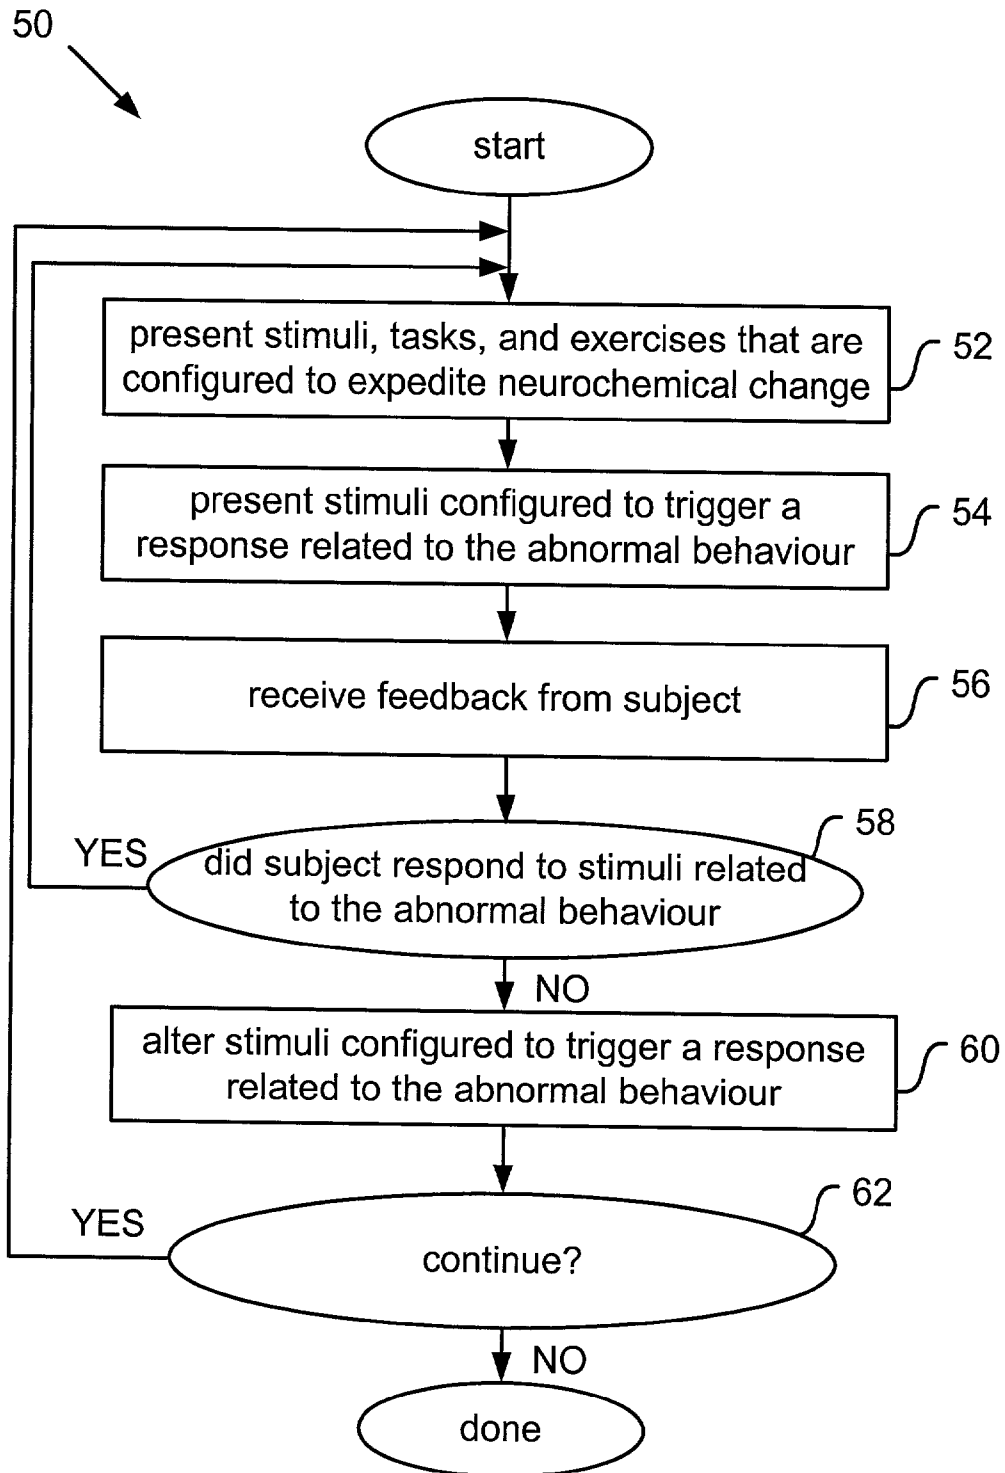 50
start
present stimuli, tasks, and exercises that are
configured to expedite neurochemical change
52
present stimuli configured to trigger a
response related to the abnormal behaviour
54
receive feedback from subject
56
58
YES
did subject respond to stimuli related
to the abnormal behaviour
NO
alter stimuli configured to trigger a response
related to the abnormal behaviour
60
62
YES
continue?
NO
done